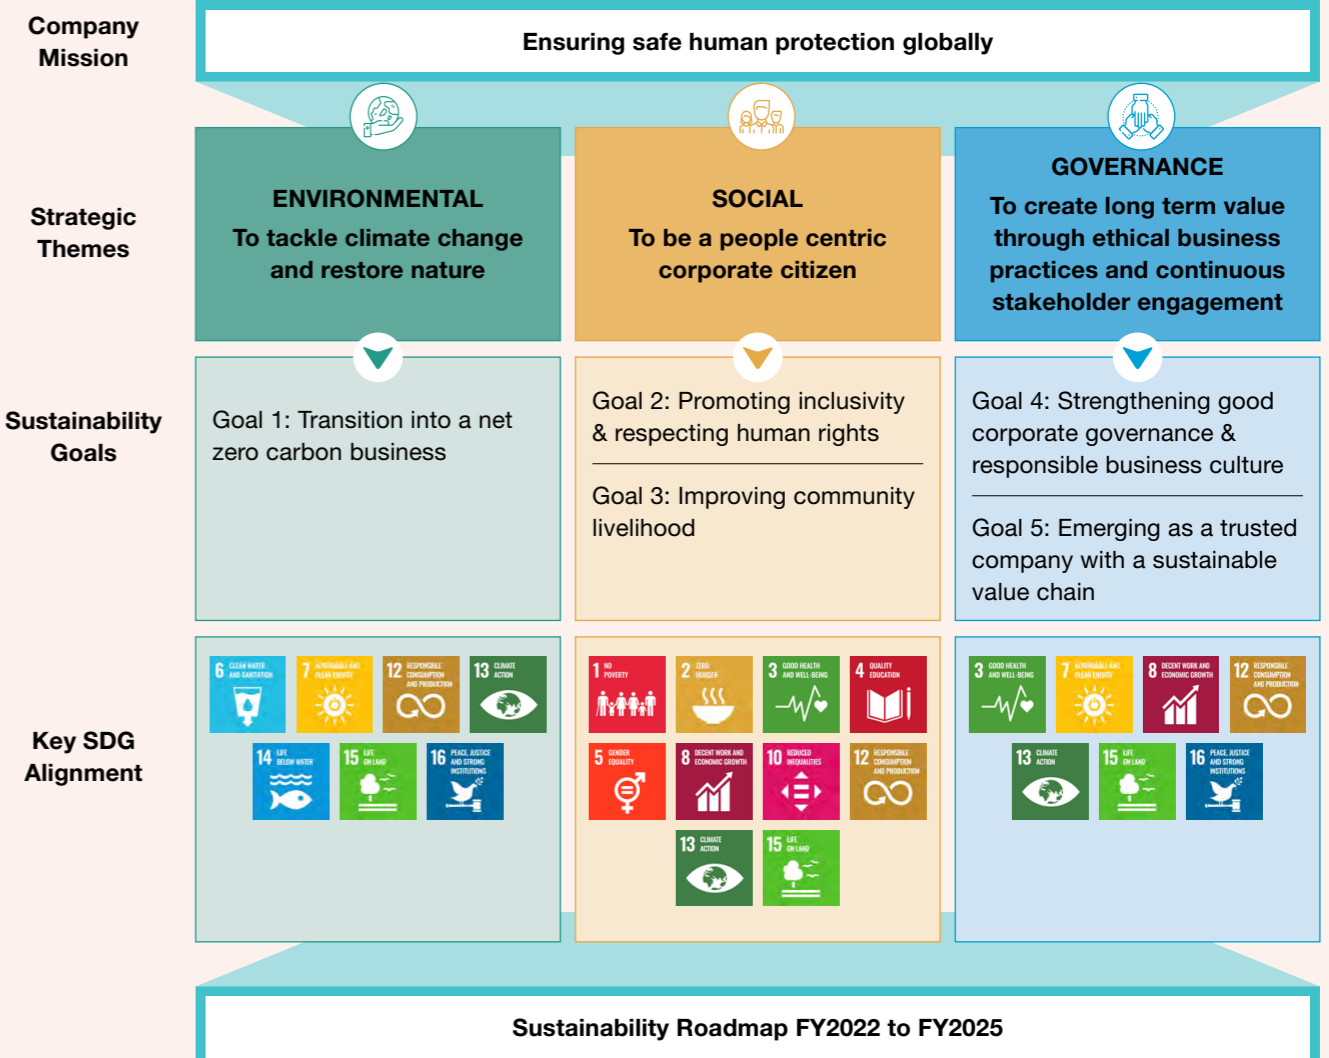 Company
Mission
Ensuring safe human protection globally
Strategic
Themes
ENVIRONMENTAL
To tackle climate change
and restore nature
SOCIAL
To be a people centric
corporate citizen
GOVERNANCE
To create long term value
through ethical business
practices and continuous
stakeholder engagement
Sustainability
Goals
Goal 1: Transition into a net
zero carbon business
Goal 2: Promoting inclusivity
& respecting human rights
Goal 3: Improving community
livelihood
Goal 4: Strengthening good
corporate governance &
responsible business culture
Goal 5: Emerging as a trusted
company with a sustainable
value chain
Key SDG
Alignment
6 CLEAN WATER
AND SANITATION
7 AFFORDABLE AND
CLEAN ENERGY
12 RESPONSIBLE
CONSUMPTION
AND PRODUCTION
13 CLIMATE
ACTION
14 LIFE
BELOW WATER
15 LIFE
ON LAND
16 PEACE, JUSTICE
AND STRONG
INSTITUTIONS
1 NO
POVERTY
2 ZERO
HUNGER
3 GOOD HEALTH
AND WELL-BEING
4 QUALITY
EDUCATION
5 GENDER
EQUALITY
8 DECENT WORK AND
ECONOMIC GROWTH
10 REDUCED
INEQUALITIES
12 RESPONSIBLE
CONSUMPTION
AND PRODUCTION
13 CLIMATE
ACTION
15 LIFE
ON LAND
3 GOOD HEALTH
AND WELL-BEING
7 AFFORDABLE AND
CLEAN ENERGY
8 DECENT WORK AND
ECONOMIC GROWTH
12 RESPONSIBLE
CONSUMPTION
AND PRODUCTION
13 CLIMATE
ACTION
15 LIFE
ON LAND
16 PEACE, JUSTICE
AND STRONG
INSTITUTIONS
Sustainability Roadmap FY2022 to FY2025